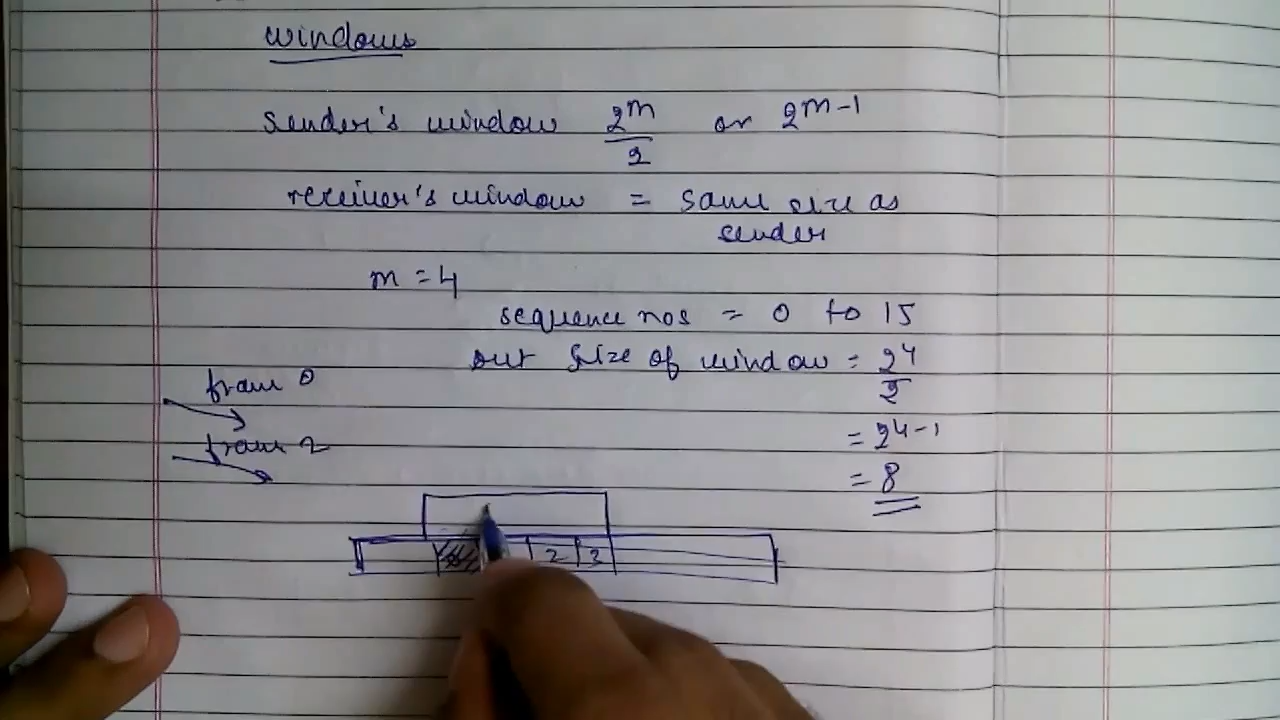 windows
sender's window 2^m/2 or 2^m-1
receiver's window = same size as
sender
m = 4
sequence nos = 0 to 15
but size of window = 2^4/2
= 2^4-1
= 8
frame 0
frame 2
2 3